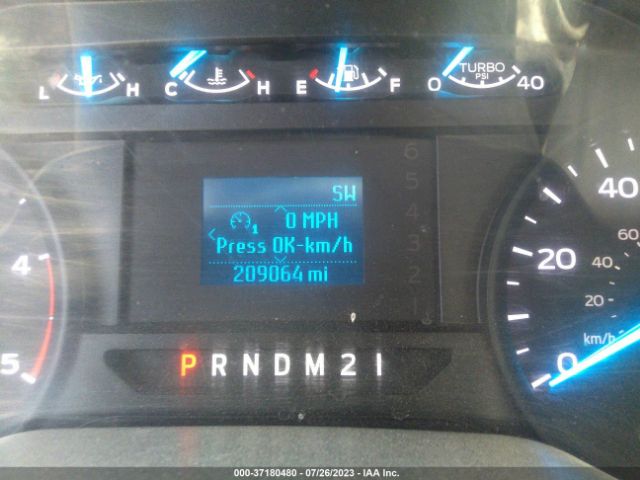 L H C H E F 0 TURBO PSI 40
6
5
4
3
2
1
SW
1 0 MPH
Press OK-km/h
209064 mi
4
5
40
20
0
60
40
20
km/h
P R N D M 2 1
000-37180480 - 07/26/2023 - IAA Inc.